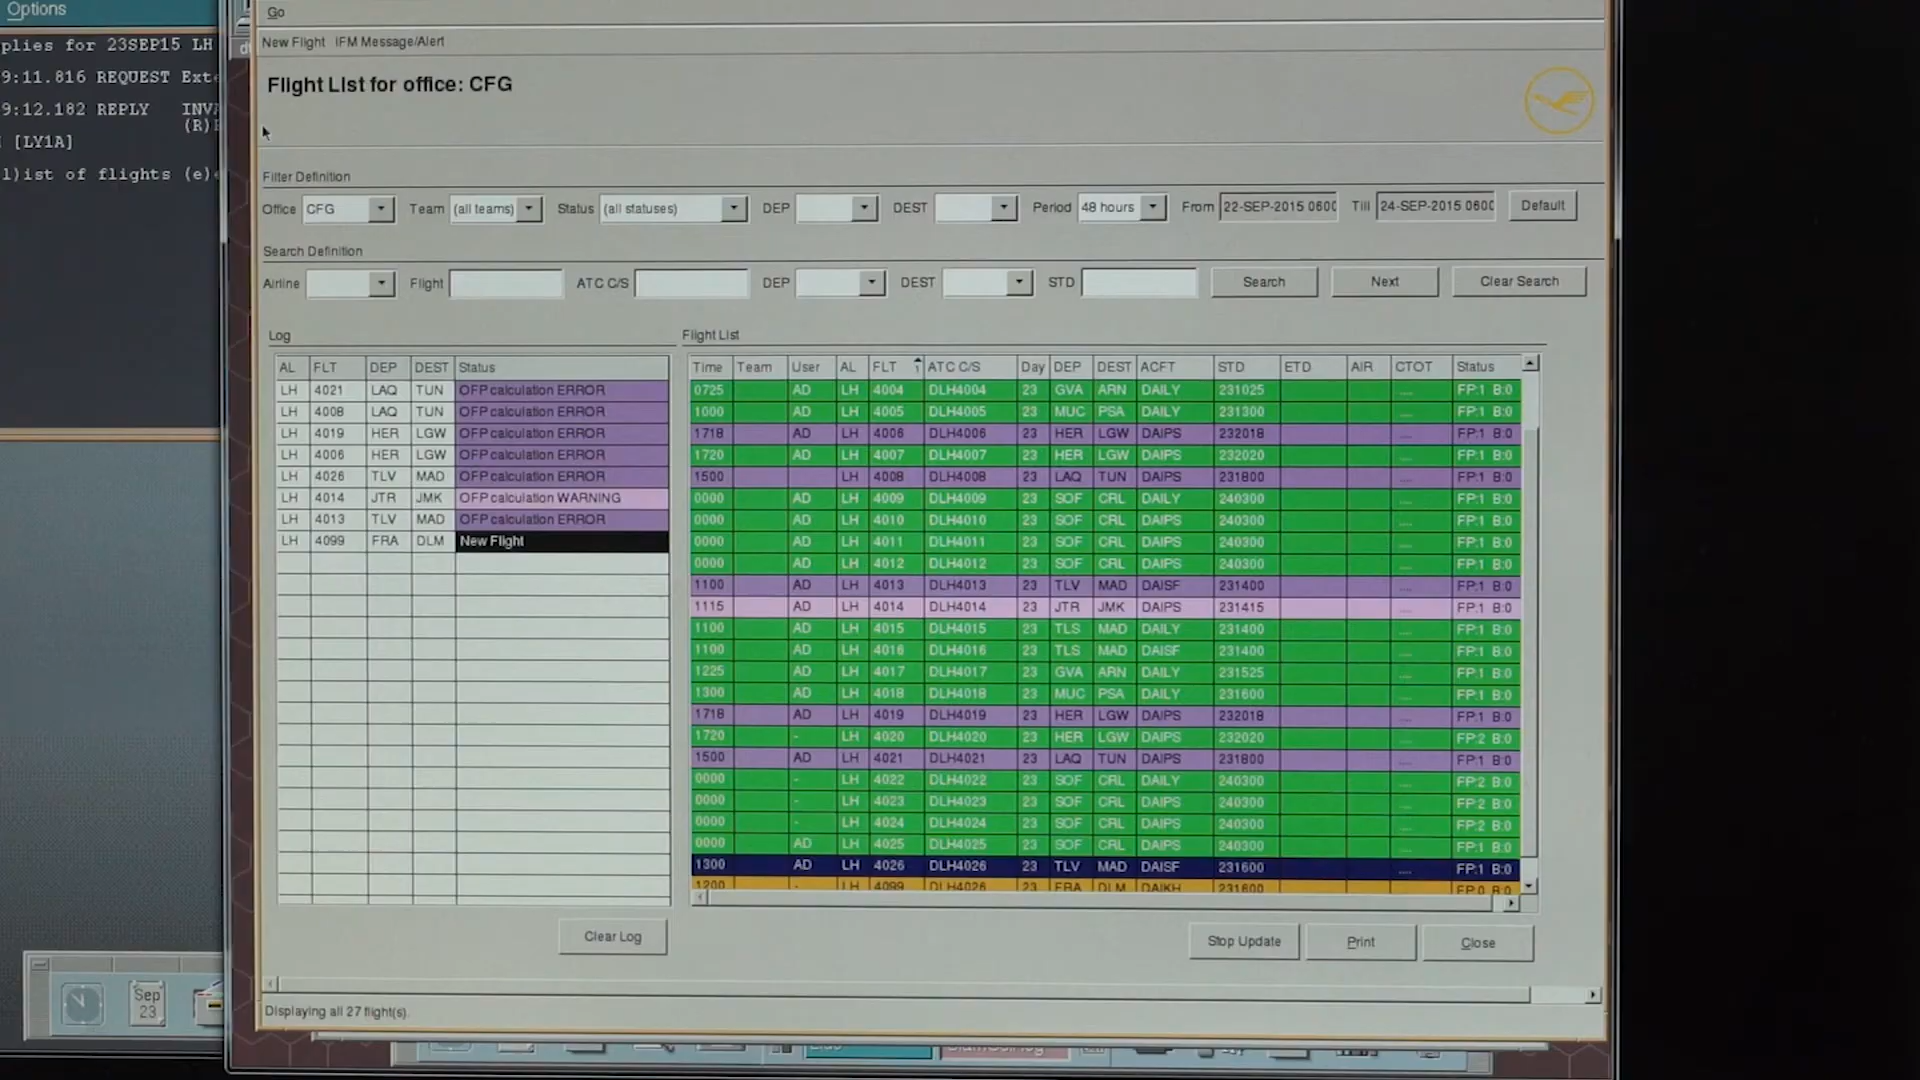 Options
plies for 23SEP15 LH
9:11.816 REQUEST Ext
9:12.182 REPLY INV
(R)
[LY1A]
l)ist of flights (e)
Go
New Flight IFM Message/Alert
Flight List for office: CFG
Filter Definition
Office CFG Team (all teams) Status (all statuses) DEP DEST Period 48 hours From 22-SEP-2015 0600 Till 24-SEP-2015 0600 Default
Search Definition
Airline Flight ATC C/S DEP DEST STD Search Next Clear Search
Log
AL FLT DEP DEST Status
LH 4021 LAQ TUN OFP calculation ERROR
LH 4008 LAQ TUN OFP calculation ERROR
LH 4019 HER LGW OFP calculation ERROR
LH 4006 HER LGW OFP calculation ERROR
LH 4026 TLV MAD OFP calculation ERROR
LH 4014 JTR JMK OFP calculation WARNING
LH 4013 TLV MAD OFP calculation ERROR
LH 4099 FRA DLM New Flight
Clear Log
Flight List
Time Team User AL FLT 1 ATC C/S Day DEP DEST ACFT STD ETD AIR CTOT Status
0725 AD LH 4004 DLH4004 23 GVA ARN DAILY 231025 .... FP:1 B:0
1000 AD LH 4005 DLH4005 23 MUC PSA DAILY 231300 .... FP:1 B:0
1718 AD LH 4006 DLH4006 23 HER LGW DAIPS 232018 .... FP:1 B:0
1720 AD LH 4007 DLH4007 23 HER LGW DAIPS 232020 .... FP:1 B:0
1500 LH 4008 DLH4008 23 LAQ TUN DAIPS 231800 .... FP:1 B:0
0000 AD LH 4009 DLH4009 23 SOF CRL DAILY 240300 .... FP:1 B:0
0000 AD LH 4010 DLH4010 23 SOF CRL DAIPS 240300 .... FP:1 B:0
0000 AD LH 4011 DLH4011 23 SOF CRL DAIPS 240300 .... FP:1 B:0
0000 AD LH 4012 DLH4012 23 SOF CRL DAIPS 240300 .... FP:1 B:0
1100 AD LH 4013 DLH4013 23 TLV MAD DAISF 231400 .... FP:1 B:0
1115 AD LH 4014 DLH4014 23 JTR JMK DAIPS 231415 .... FP:1 B:0
1100 AD LH 4015 DLH4015 23 TLS MAD DAILY 231400 .... FP:1 B:0
1100 AD LH 4016 DLH4016 23 TLS MAD DAISF 231400 .... FP:1 B:0
1225 AD LH 4017 DLH4017 23 GVA ARN DAILY 231525 .... FP:1 B:0
1300 AD LH 4018 DLH4018 23 MUC PSA DAILY 231600 .... FP:1 B:0
1718 AD LH 4019 DLH4019 23 HER LGW DAIPS 232018 .... FP:1 B:0
1720 - LH 4020 DLH4020 23 HER LGW DAIPS 232020 .... FP:2 B:0
1500 AD LH 4021 DLH4021 23 LAQ TUN DAIPS 231800 .... FP:1 B:0
0000 - LH 4022 DLH4022 23 SOF CRL DAILY 240300 .... FP:2 B:0
0000 - LH 4023 DLH4023 23 SOF CRL DAIPS 240300 .... FP:2 B:0
0000 - LH 4024 DLH4024 23 SOF CRL DAIPS 240300 .... FP:2 B:0
0000 AD LH 4025 DLH4025 23 SOF CRL DAIPS 240300 .... FP:1 B:0
1300 AD LH 4026 DLH4026 23 TLV MAD DAISF 231600 .... FP:1 B:0
1200 - LH 4099 DLH4026 23 FRA DLM DAIKH 231600 FP:0 B:0
Stop Update Print Close
Displaying all 27 flight(s).
Sep
23